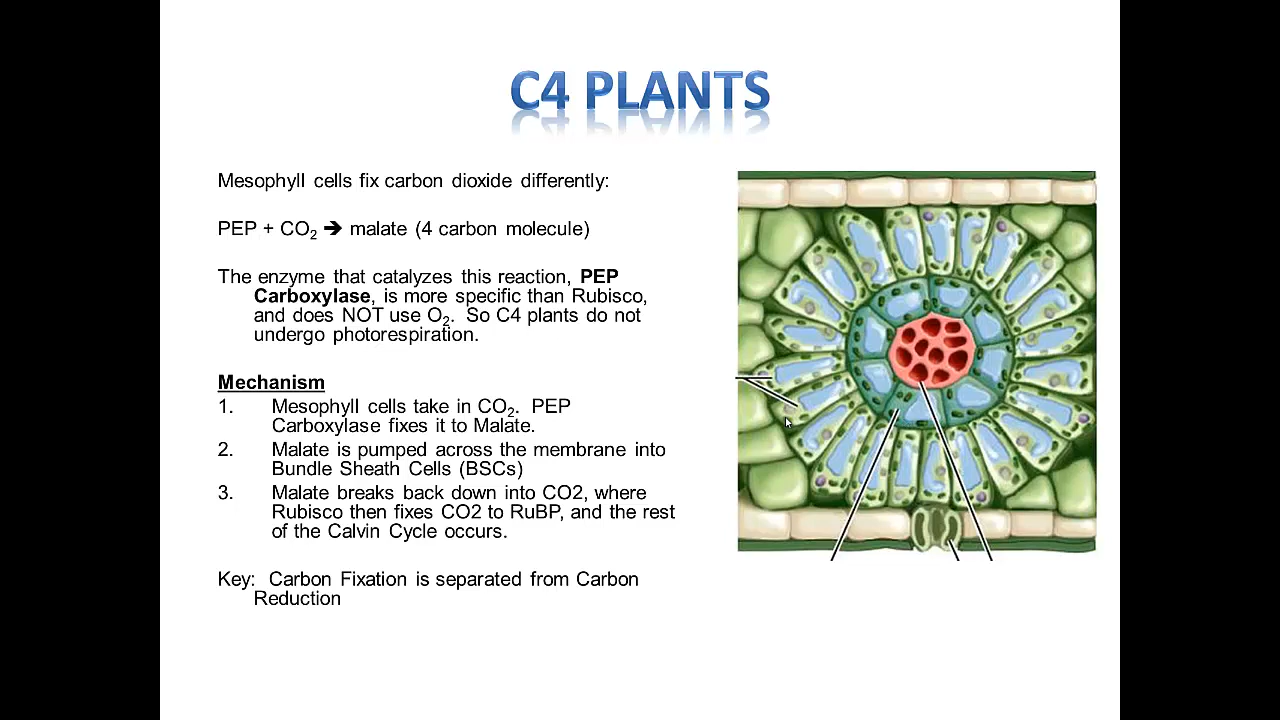 C4 PLANTS
Mesophyll cells fix carbon dioxide differently:
PEP + CO₂ ➔ malate (4 carbon molecule)
The enzyme that catalyzes this reaction, PEP
Carboxylase, is more specific than Rubisco,
and does NOT use O₂. So C4 plants do not
undergo photorespiration.
Mechanism
1. Mesophyll cells take in CO₂. PEP
Carboxylase fixes it to Malate.
2. Malate is pumped across the membrane into
Bundle Sheath Cells (BSCs)
3. Malate breaks back down into CO2, where
Rubisco then fixes CO2 to RuBP, and the rest
of the Calvin Cycle occurs.
Key: Carbon Fixation is separated from Carbon
Reduction